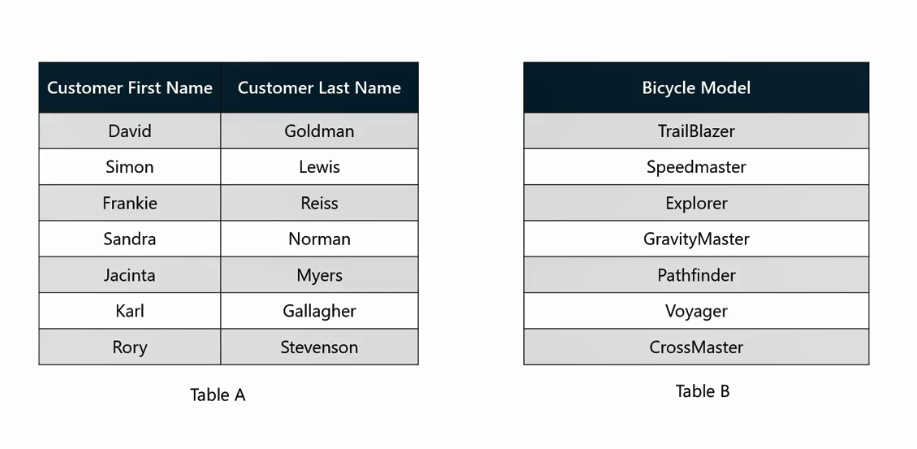 Customer First Name Customer Last Name
David Goldman
Simon Lewis
Frankie Reiss
Sandra Norman
Jacinta Myers
Karl Gallagher
Rory Stevenson
Table A
Bicycle Model
TrailBlazer
Speedmaster
Explorer
GravityMaster
Pathfinder
Voyager
CrossMaster
Table B